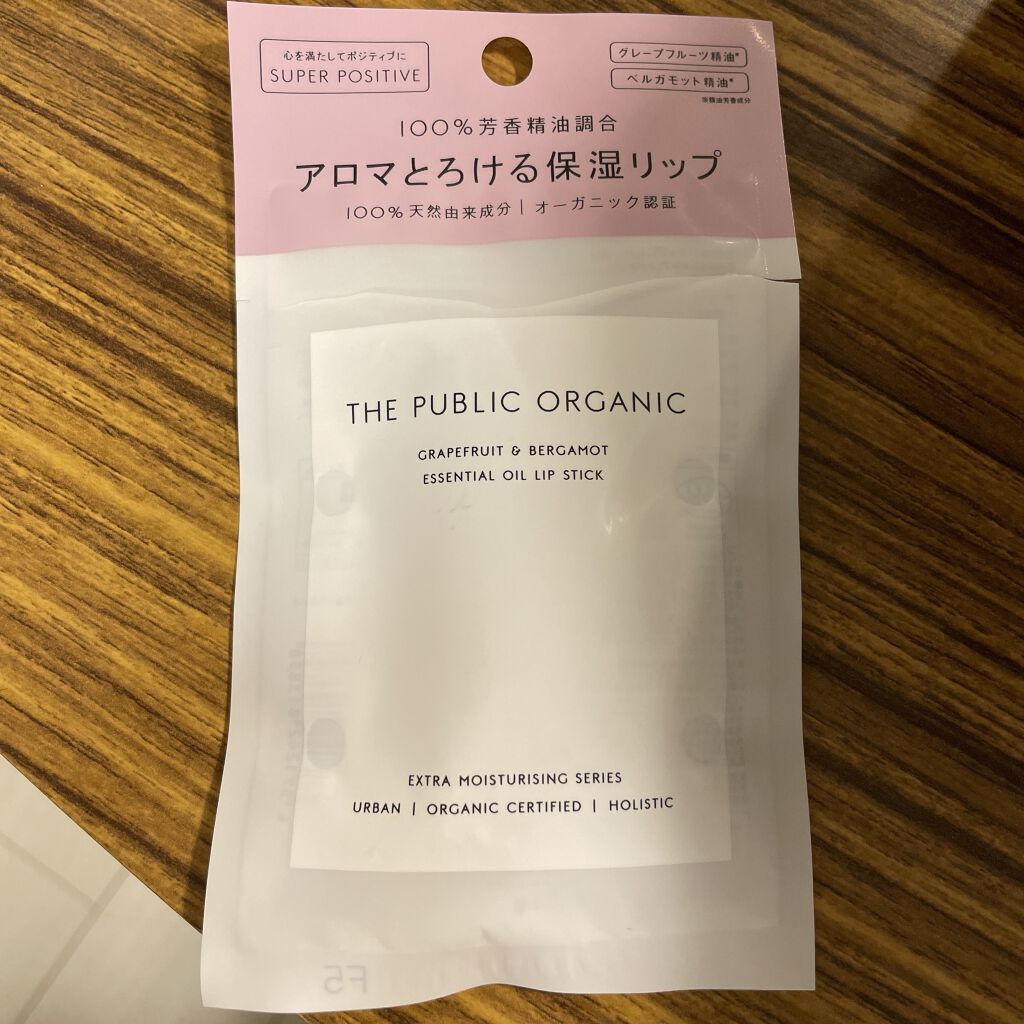 心を満たしてポジティブに
SUPER POSITIVE
グレープフルーツ精油*
ベルガモット精油*
※精油芳香成分
100%芳香精油調合
アロマとろける保湿リップ
100%天然由来成分 | オーガニック認証
THE PUBLIC ORGANIC
GRAPEFRUIT & BERGAMOT
ESSENTIAL OIL LIP STICK
EXTRA MOISTURISING SERIES
URBAN | ORGANIC CERTIFIED | HOLISTIC
F5